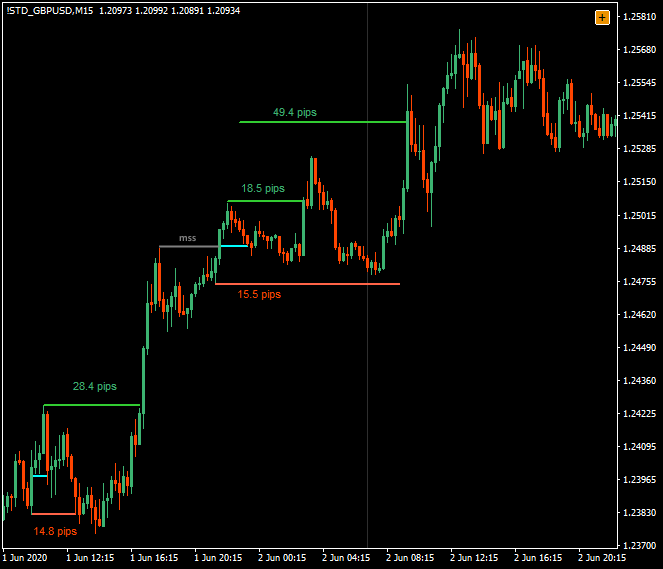 !STD_GBPUSD,M15 1.20973 1.20992 1.20891 1.20934
+
1.25810
1.25680
1.25545
49.4 pips
1.25415
1.25285
1.25150
18.5 pips
1.25015
mss
1.24885
1.24755
15.5 pips
1.24620
1.24490
1.24360
28.4 pips
1.24225
1.24095
1.23965
1.23830
14.8 pips
1.23700
1 Jun 2020
1 Jun 12:15
1 Jun 16:15
1 Jun 20:15
2 Jun 00:15
2 Jun 04:15
2 Jun 08:15
2 Jun 12:15
2 Jun 16:15
2 Jun 20:15